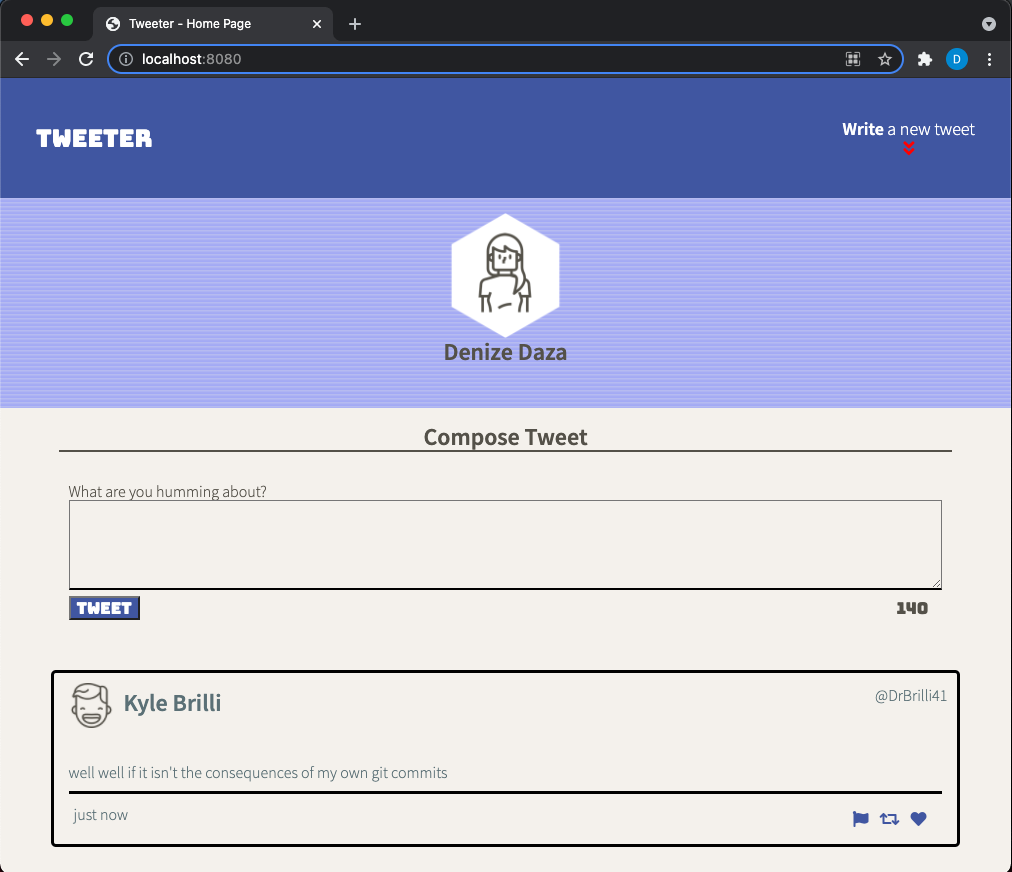 Tweeter - Home Page
localhost:8080
D
TWEETER
Write a new tweet
Denize Daza
Compose Tweet
What are you humming about?
TWEET
140
Kyle Brilli
@DrBrilli41
well well if it isn't the consequences of my own git commits
just now